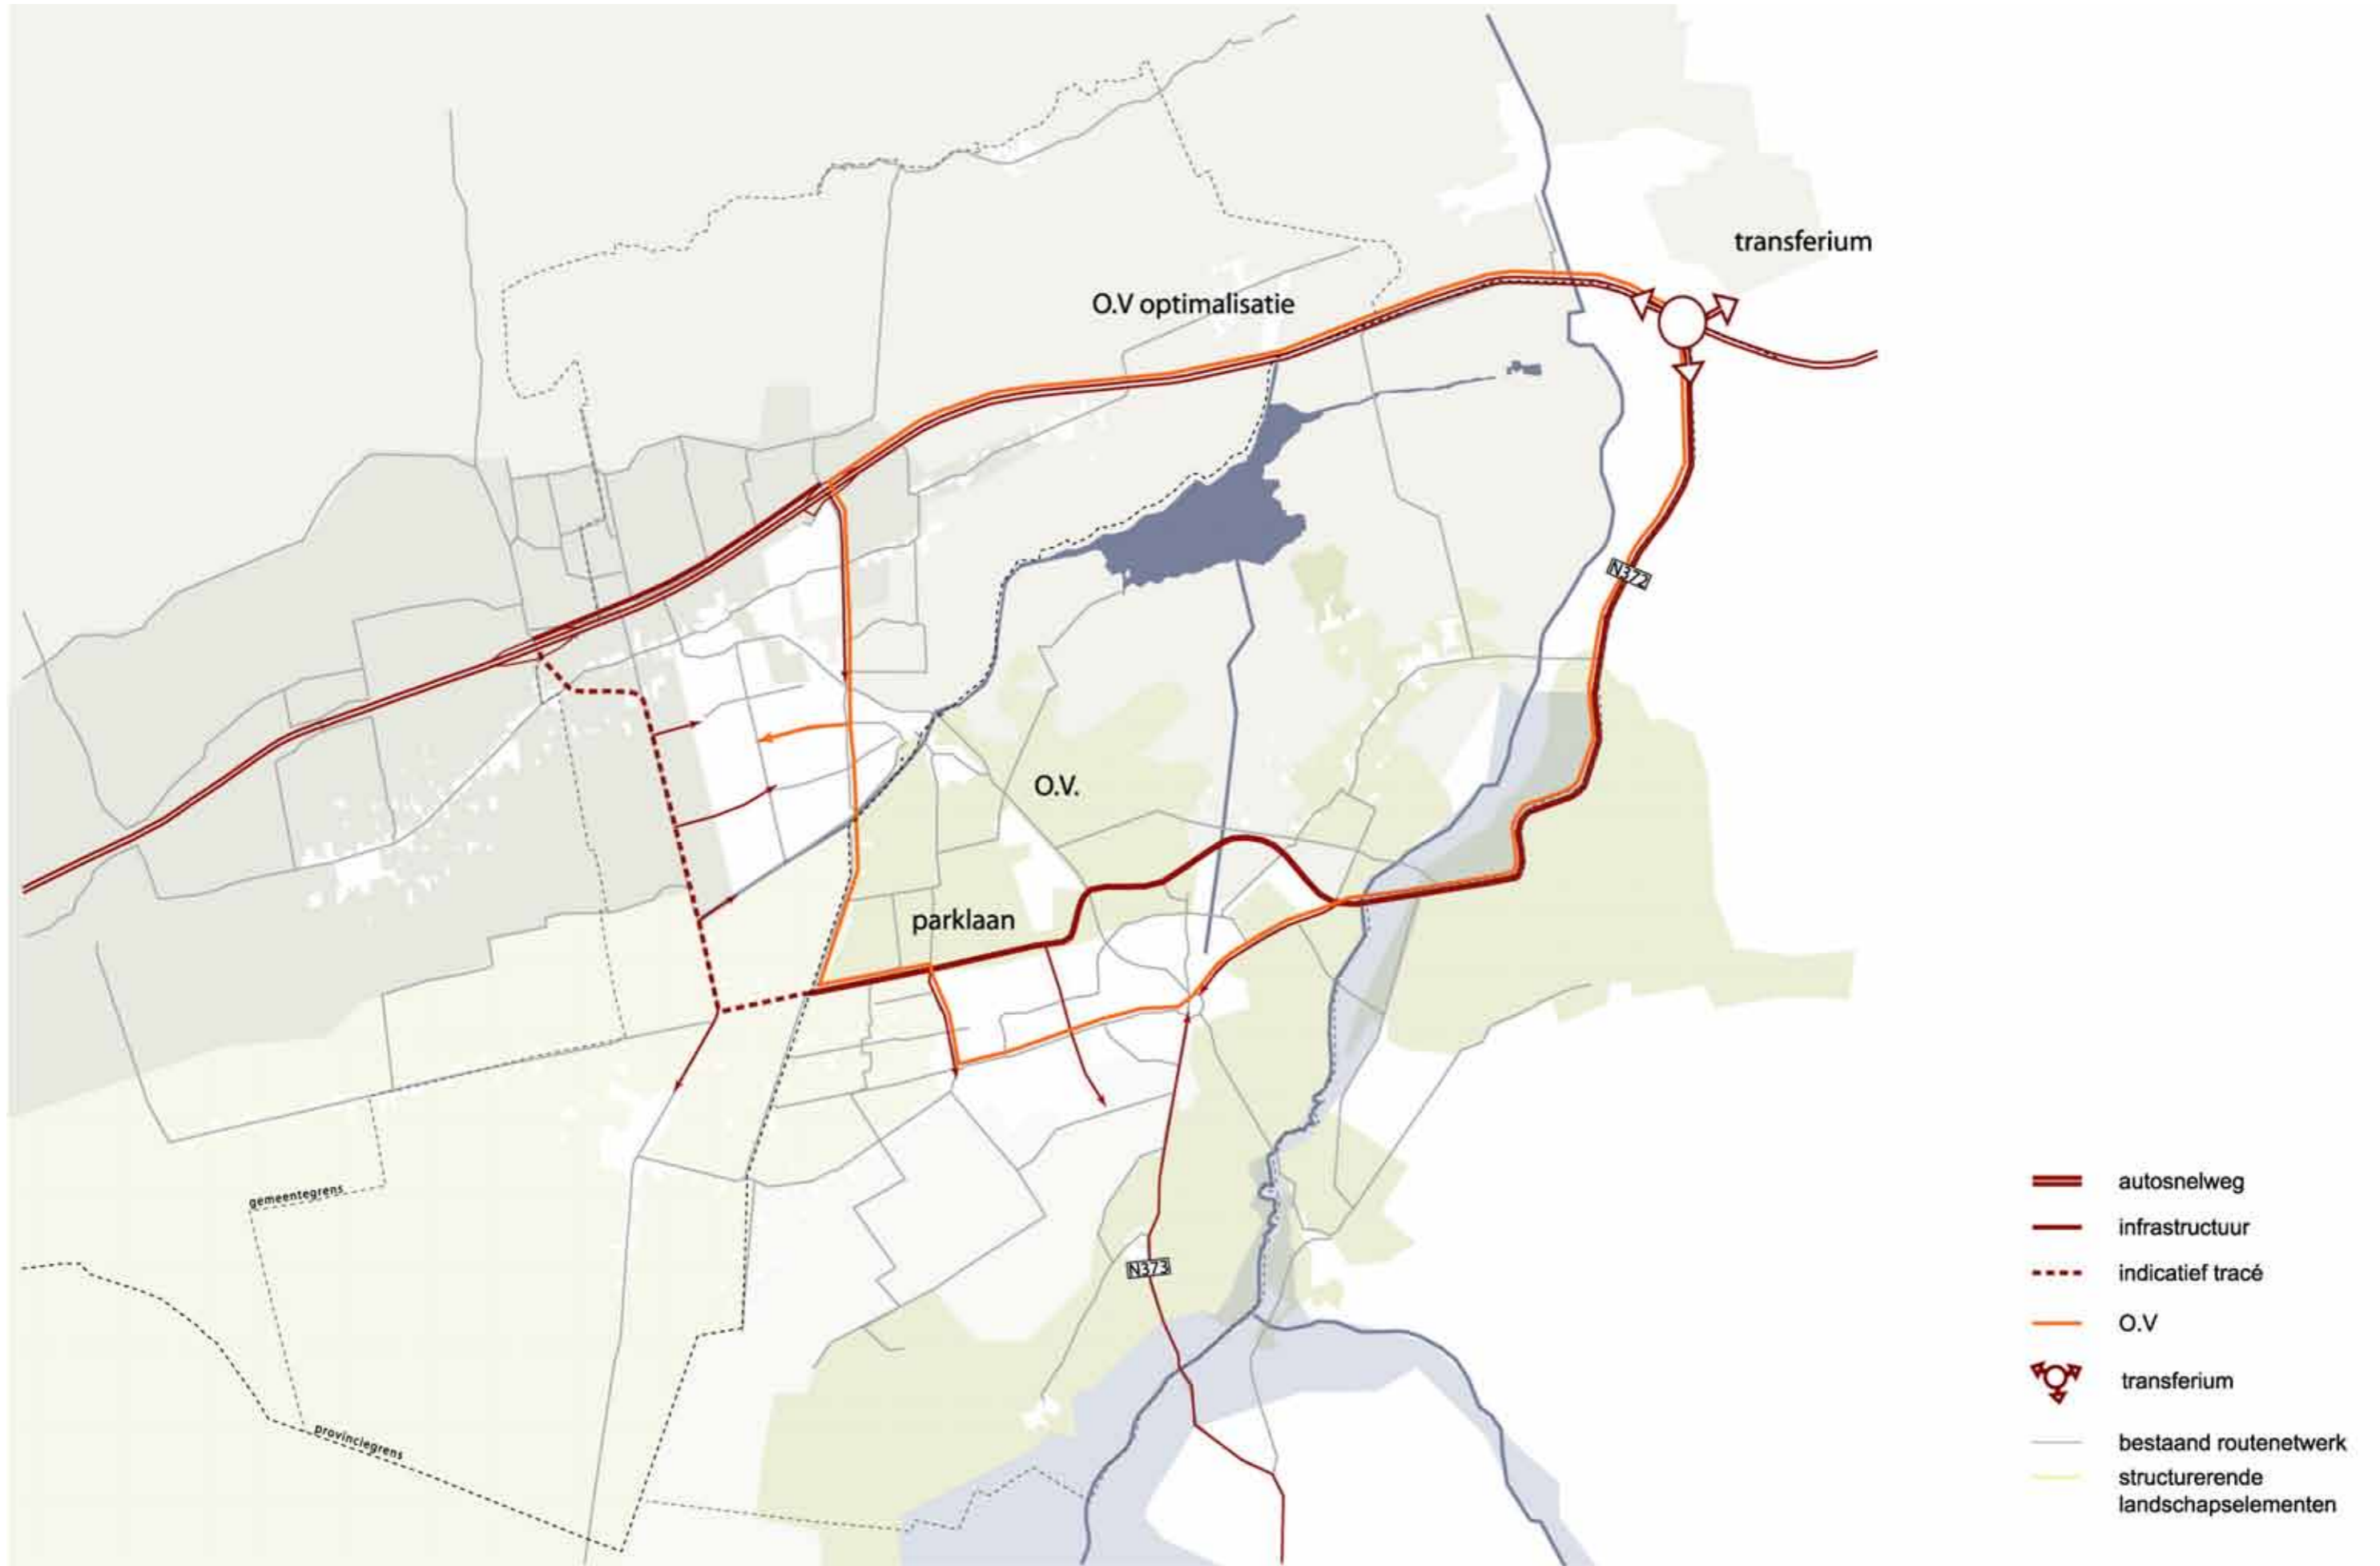 transferium
O.V optimalisatie
N372
O.V.
parklaan
gemeentegrens
N373
provinciegrens
autosnelweg
infrastructuur
indicatief tracé
O.V
transferium
bestaand routenetwerk
structurerende
landschapselementen